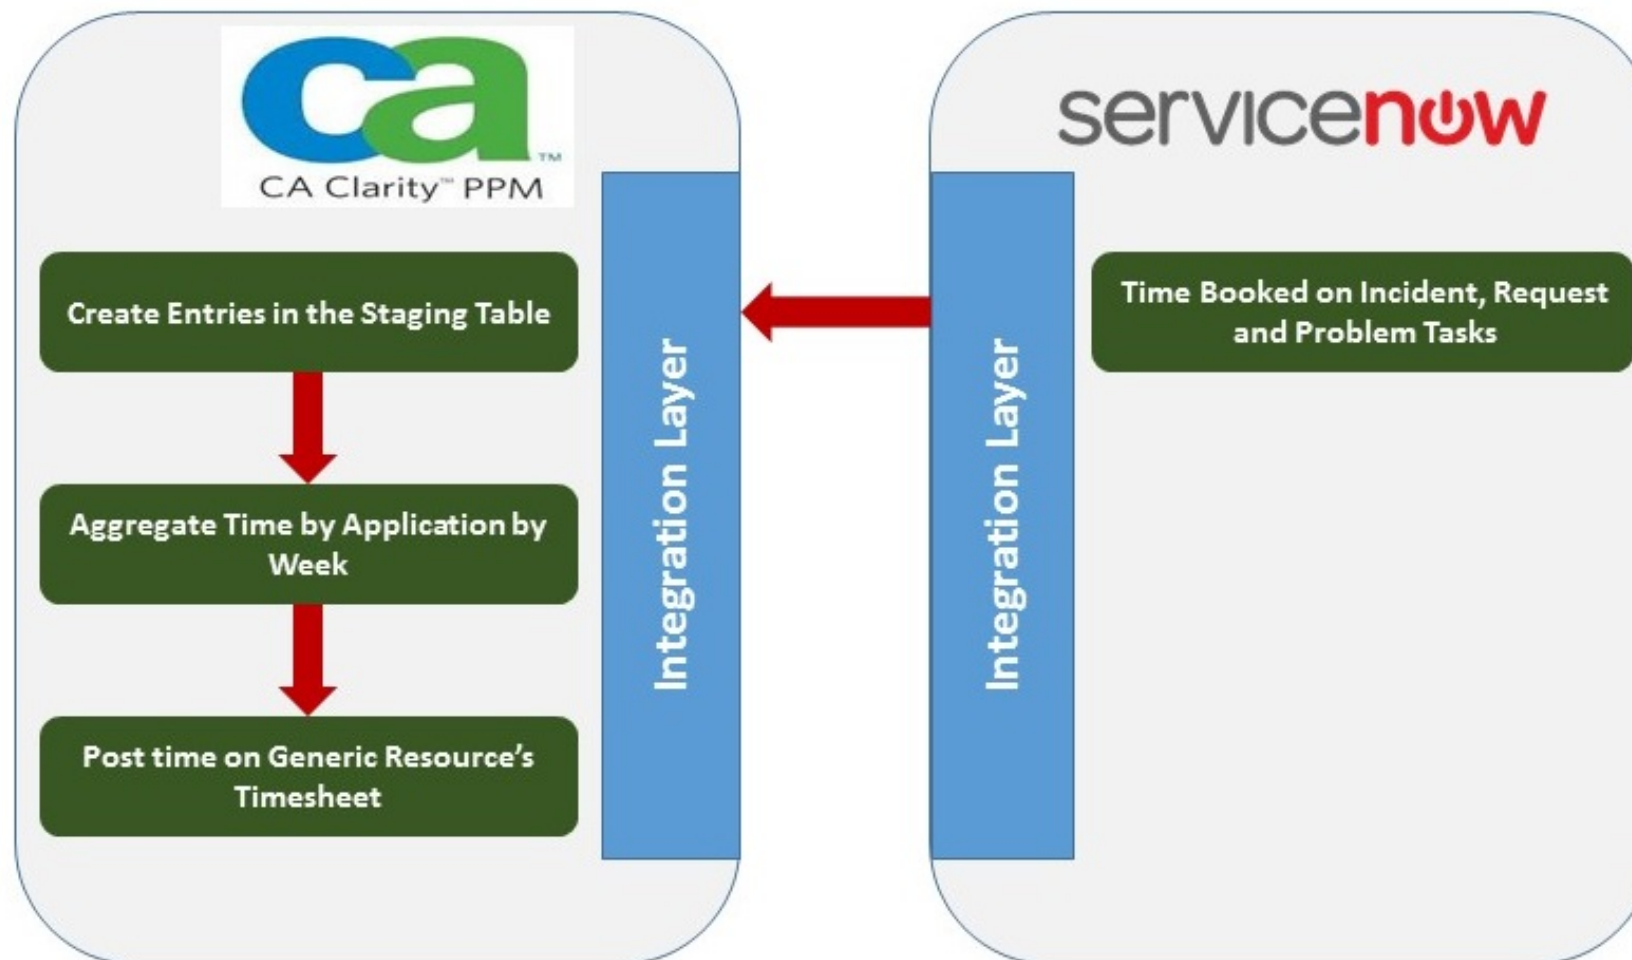 ca™
CA Clarity™ PPM
Create Entries in the Staging Table
Aggregate Time by Application by
Week
Post time on Generic Resource’s
Timesheet
Integration Layer
servicenow
Integration Layer
Time Booked on Incident, Request
and Problem Tasks